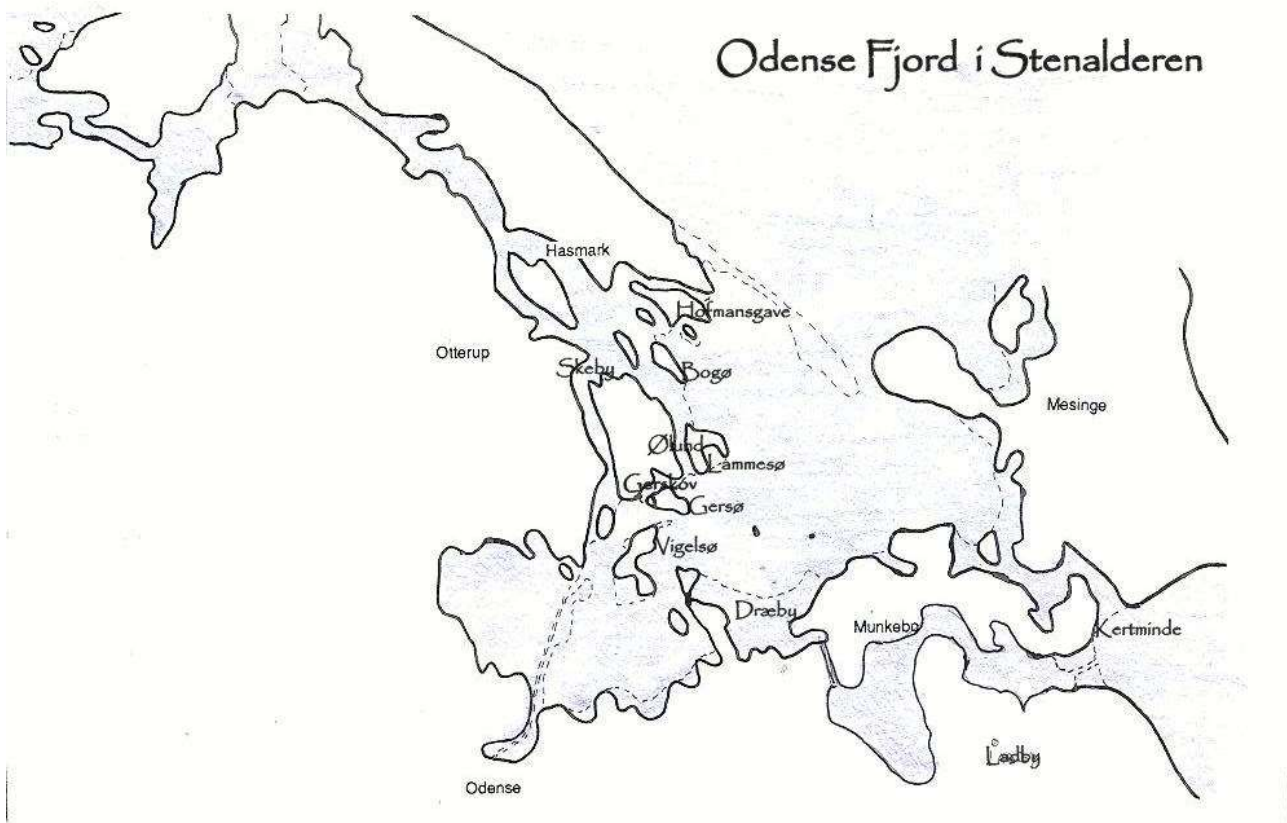 Odense Fjord i Stenalderen
Hasmark
Hofmansgave
Otterup
Skeby
Bogø
Mesinge
Ølund
Lammesø
Gerskov
Gersø
Vigelsø
Dræby
Munkebo
Kertminde
Ladby
Odense